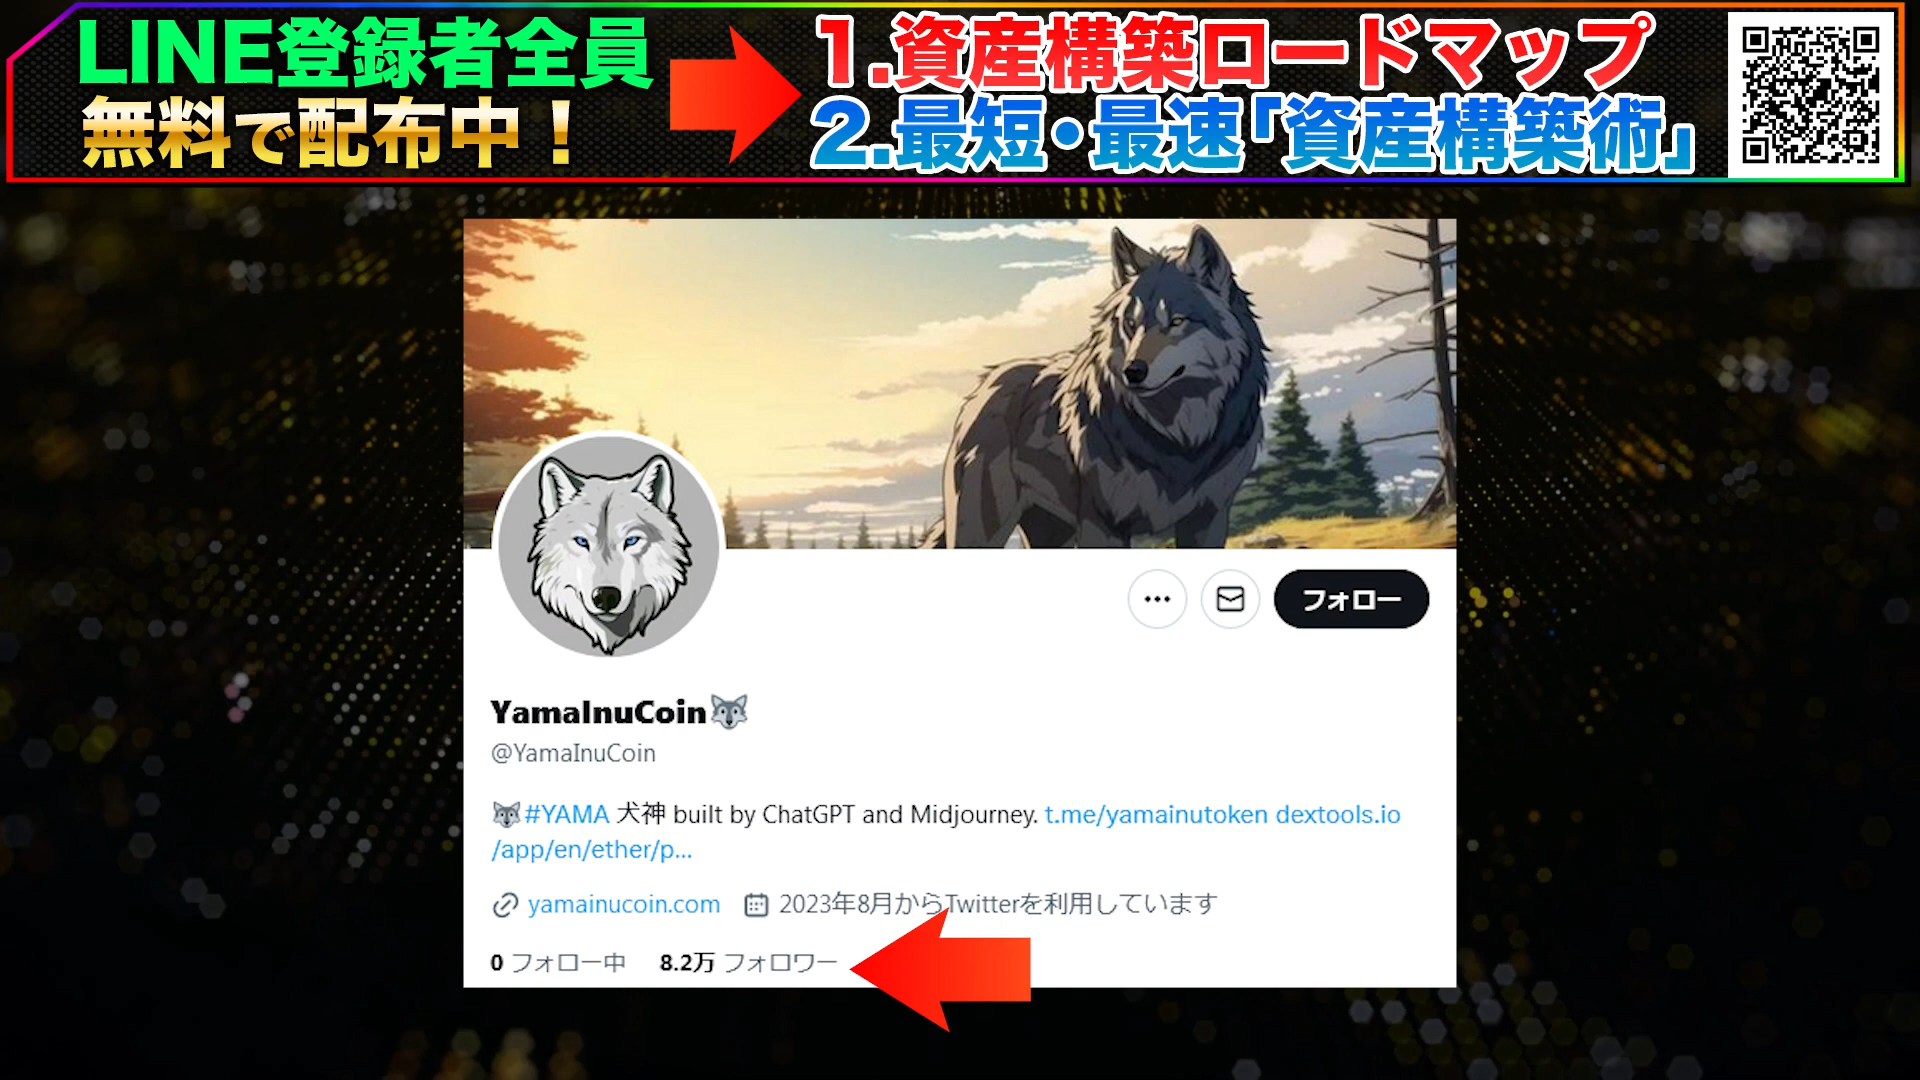 LINE登録者全員
無料で配布中！
1.資産構築ロードマップ
2.最短・最速「資産構築術」
フォロー
YamaInuCoin🐺
@YamaInuCoin
🐺#YAMA 犬神 built by ChatGPT and Midjourney. t.me/yamainutoken dextools.io
/app/en/ether/p...
yamainucoin.com 2023年8月からTwitterを利用しています
0 フォロー中 8.2万 フォロワー